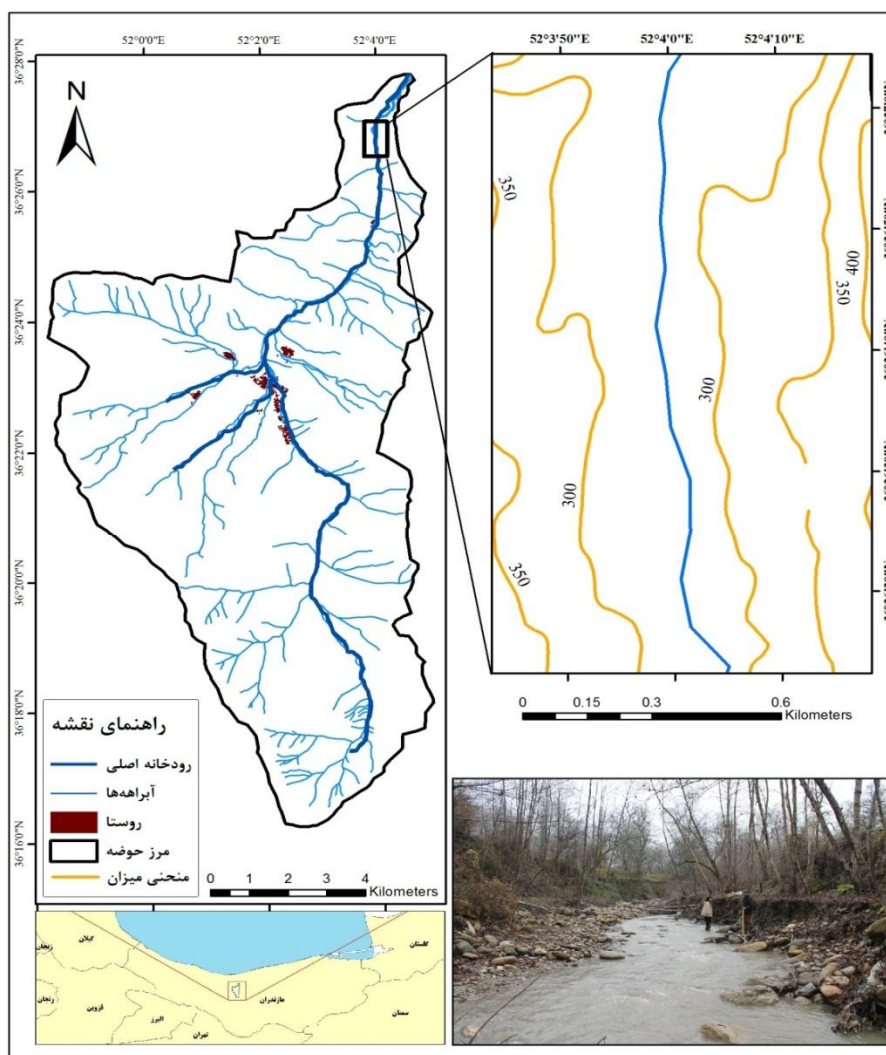 52°0'0"E
52°2'0"E
52°4'0"E
36°28'0"N
36°26'0"N
36°24'0"N
36°22'0"N
36°20'0"N
36°18'0"N
36°16'0"N
N
52°3'50"E
52°4'0"E
52°4'10"E
350
400
350
300
300
350
0
0.15
0.3
0.6
Kilometers
راهنمای نقشه
رودخانه اصلی
آبراهه‌ها
روستا
مرز حوضه
منحنی میزان
0 1 2 3 4
Kilometers
گیلان
زنجان
زنجان
قزوین
البرز
تهران
مازندران
گلستان
سمنان